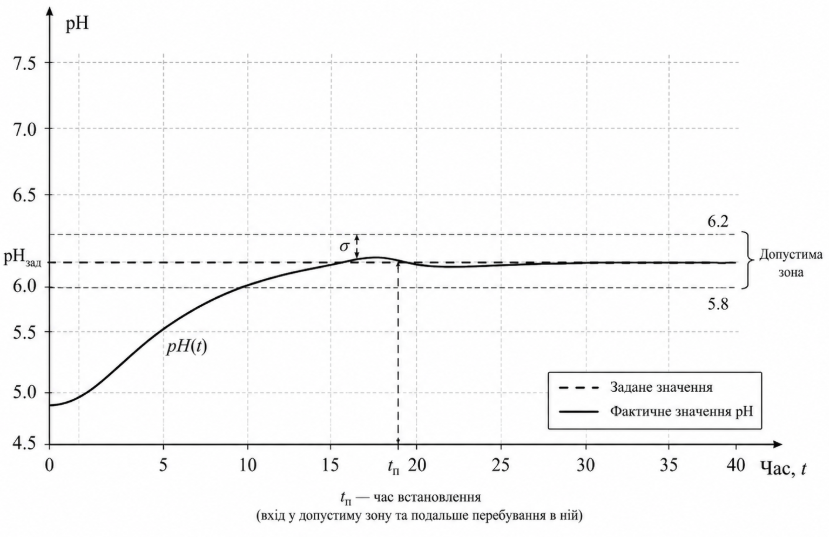 pH
7.5
7.0
6.5
6.2
σ
pHзад
Допустима
зона
6.0
5.8
5.5
pH(t)
5.0
Задане значення
Фактичне значення pH
4.5
0 5 10 15 tп 20 25 30 35 40 Час, t
tп — час встановлення
(вхід у допустиму зону та подальше перебування в ній)